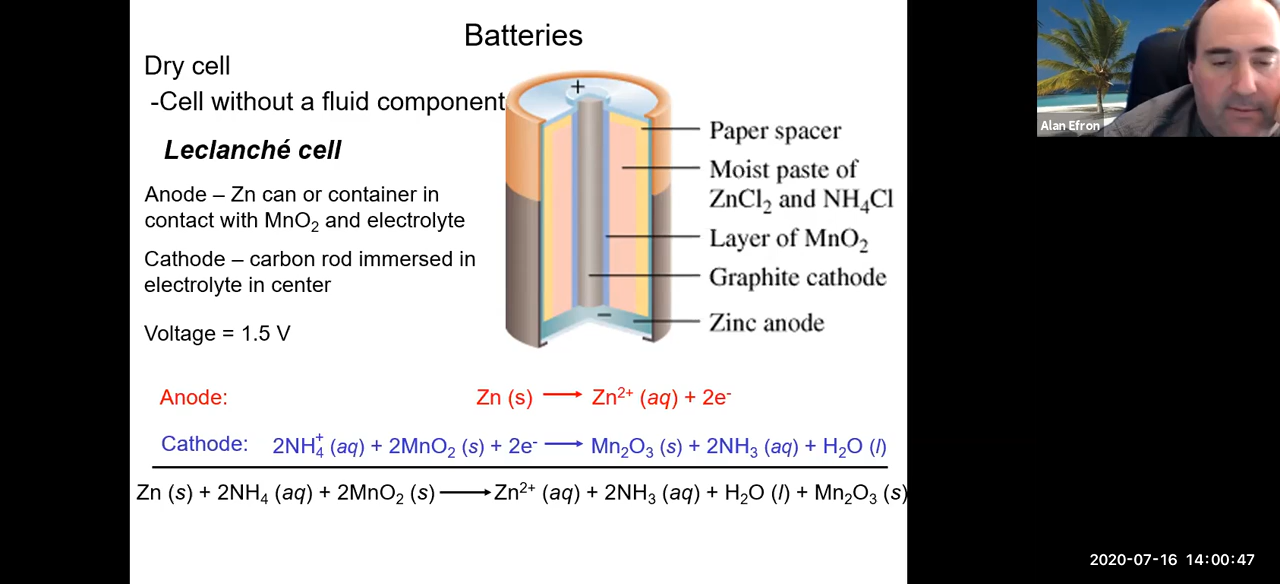 Batteries
Dry cell
-Cell without a fluid component
Leclanché cell
Anode – Zn can or container in
contact with MnO₂ and electrolyte
Cathode – carbon rod immersed in
electrolyte in center
Voltage = 1.5 V
+
Paper spacer
Moist paste of
ZnCl₂ and NH₄Cl
Layer of MnO₂
Graphite cathode
Zinc anode
–
Anode: Zn (s) ⟶ Zn²⁺ (aq) + 2e⁻
Cathode: 2NH₄⁺ (aq) + 2MnO₂ (s) + 2e⁻ ⟶ Mn₂O₃ (s) + 2NH₃ (aq) + H₂O (l)
Zn (s) + 2NH₄ (aq) + 2MnO₂ (s) ⟶ Zn²⁺ (aq) + 2NH₃ (aq) + H₂O (l) + Mn₂O₃ (s)
Alan Efron
2020-07-16 14:00:47